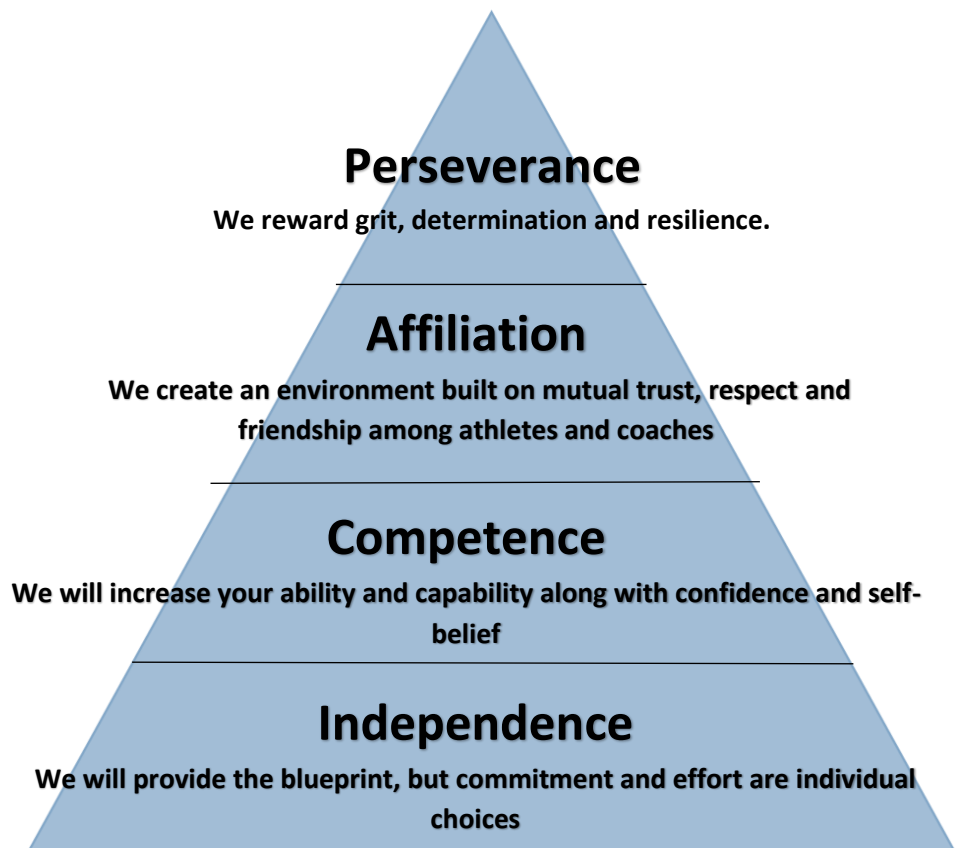 Perseverance
We reward grit, determination and resilience.
Affiliation
We create an environment built on mutual trust, respect and
friendship among athletes and coaches
Competence
We will increase your ability and capability along with confidence and self-
belief
Independence
We will provide the blueprint, but commitment and effort are individual
choices